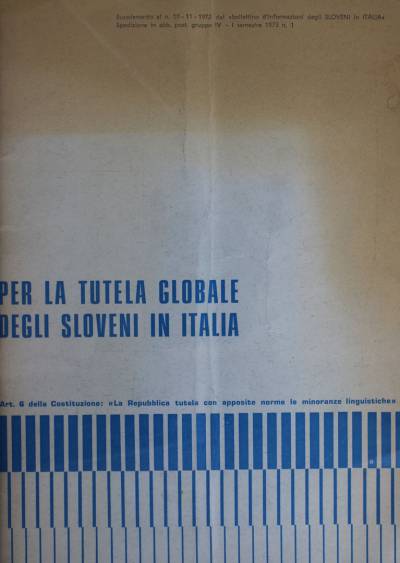 Supplemento al n. 10-11-1973 del «bollettino d'informazioni degli SLOVENI in ITALIA»
Spedizione in abb. post. gruppo IV - I semestre 1973 n. 1
PER LA TUTELA GLOBALE
DEGLI SLOVENI IN ITALIA
Art. 6 della Costituzione: «La Repubblica tutela con apposite norme le minoranze linguistiche»